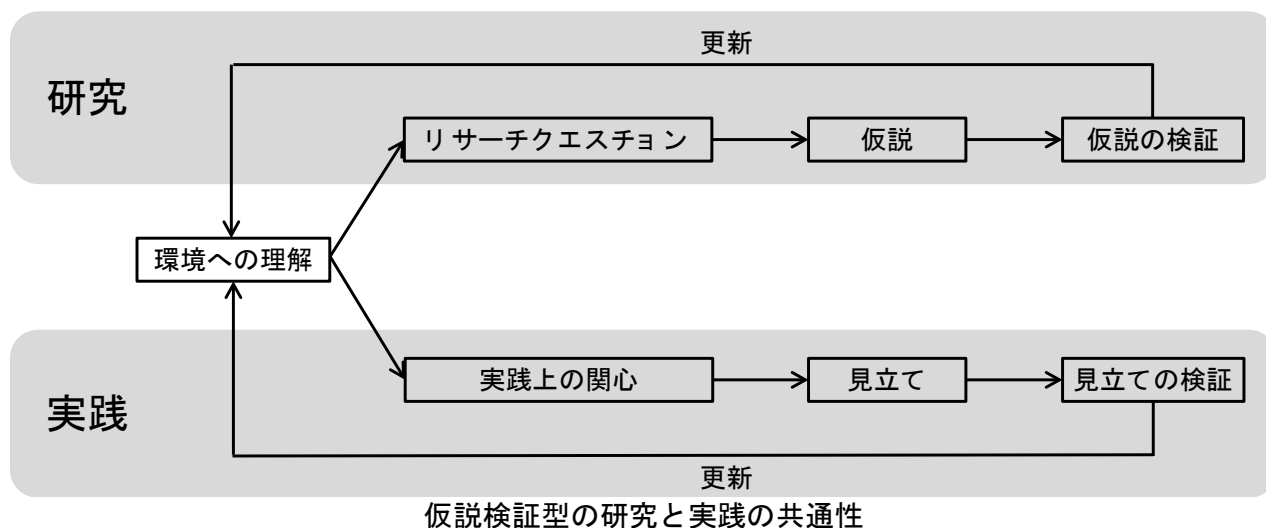 更新
研究
リサーチクエスチョン
仮説
仮説の検証
環境への理解
実践上の関心
見立て
見立ての検証
実践
更新
仮説検証型の研究と実践の共通性